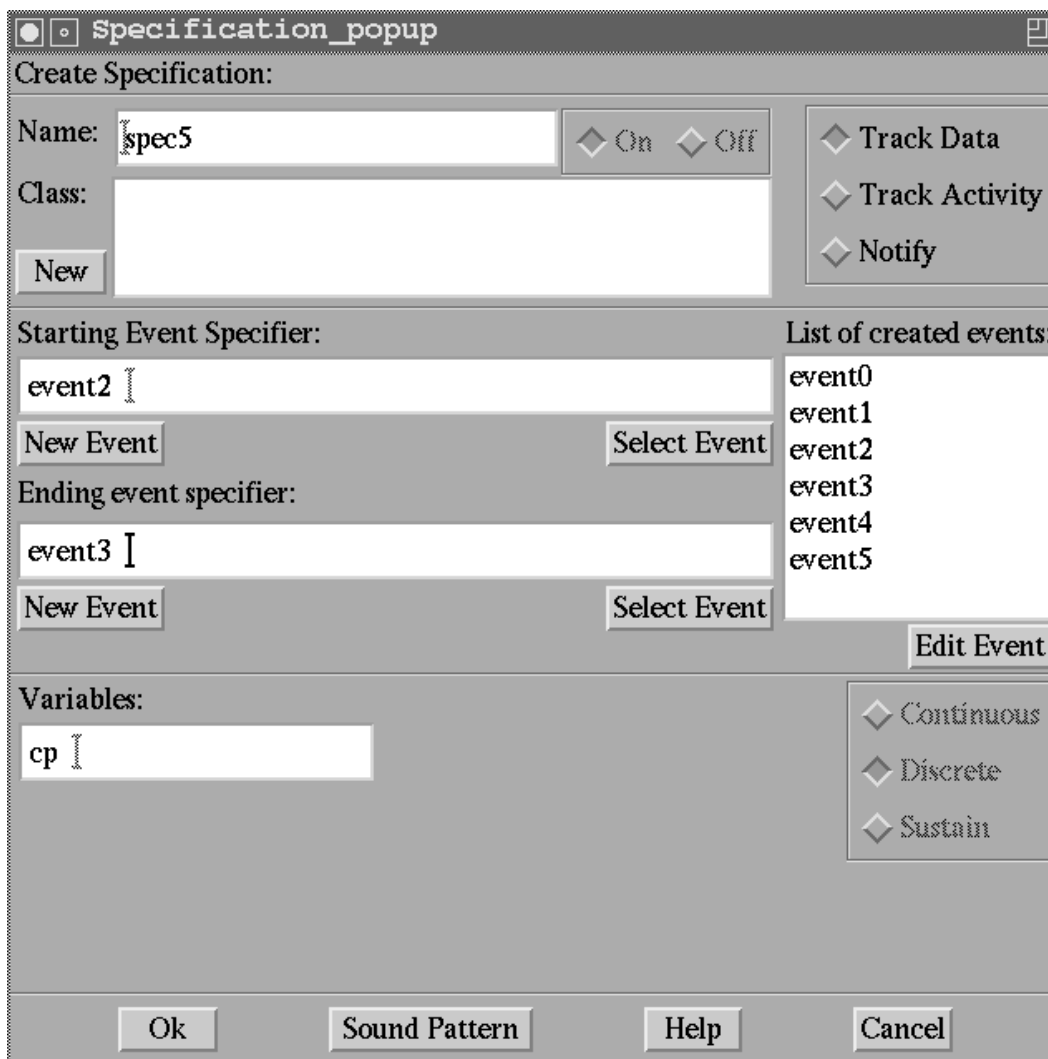 Specification_popup
Create Specification:
Name: spec5 On Off
Class:
New
Track Data
Track Activity
Notify
Starting Event Specifier:
event2
New Event Select Event
Ending event specifier:
event3
New Event Select Event
List of created events:
event0
event1
event2
event3
event4
event5
Edit Event
Variables:
cp
Continuous
Discrete
Sustain
Ok Sound Pattern Help Cancel